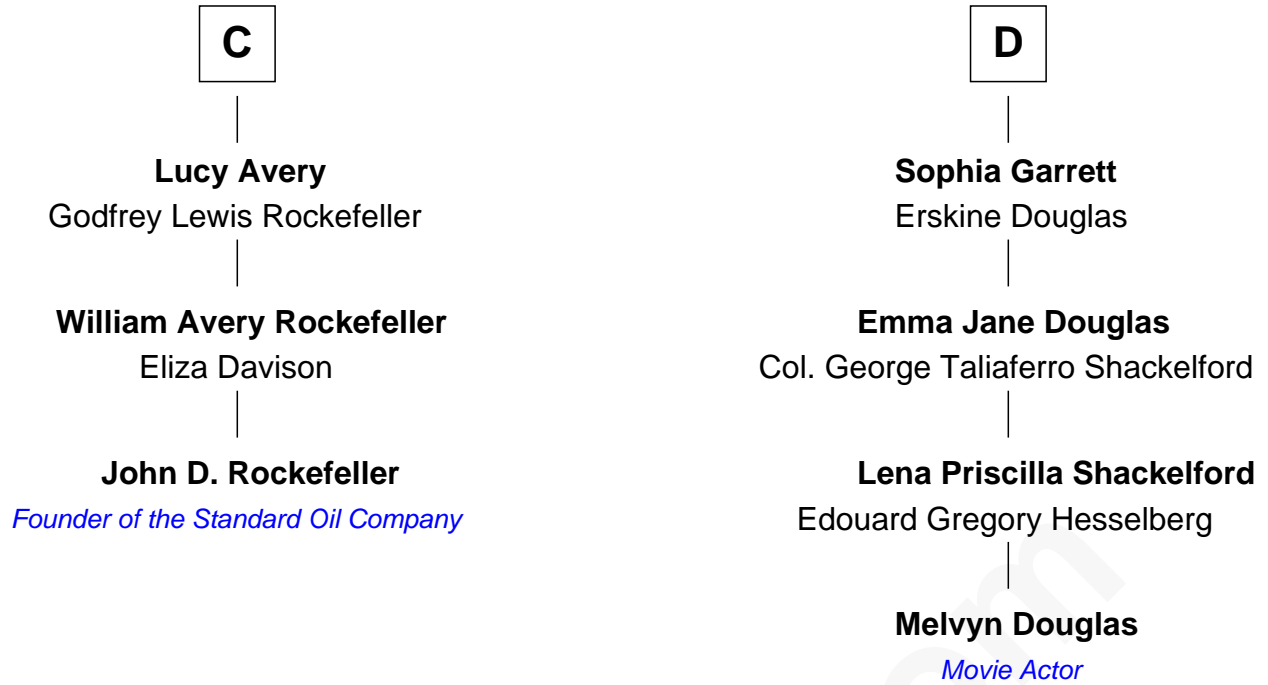 C
Lucy Avery
Godfrey Lewis Rockefeller
William Avery Rockefeller
Eliza Davison
John D. Rockefeller
Founder of the Standard Oil Company
D
Sophia Garrett
Erskine Douglas
Emma Jane Douglas
Col. George Taliaferro Shackelford
Lena Priscilla Shackelford
Edouard Gregory Hesselberg
Melvyn Douglas
Movie Actor